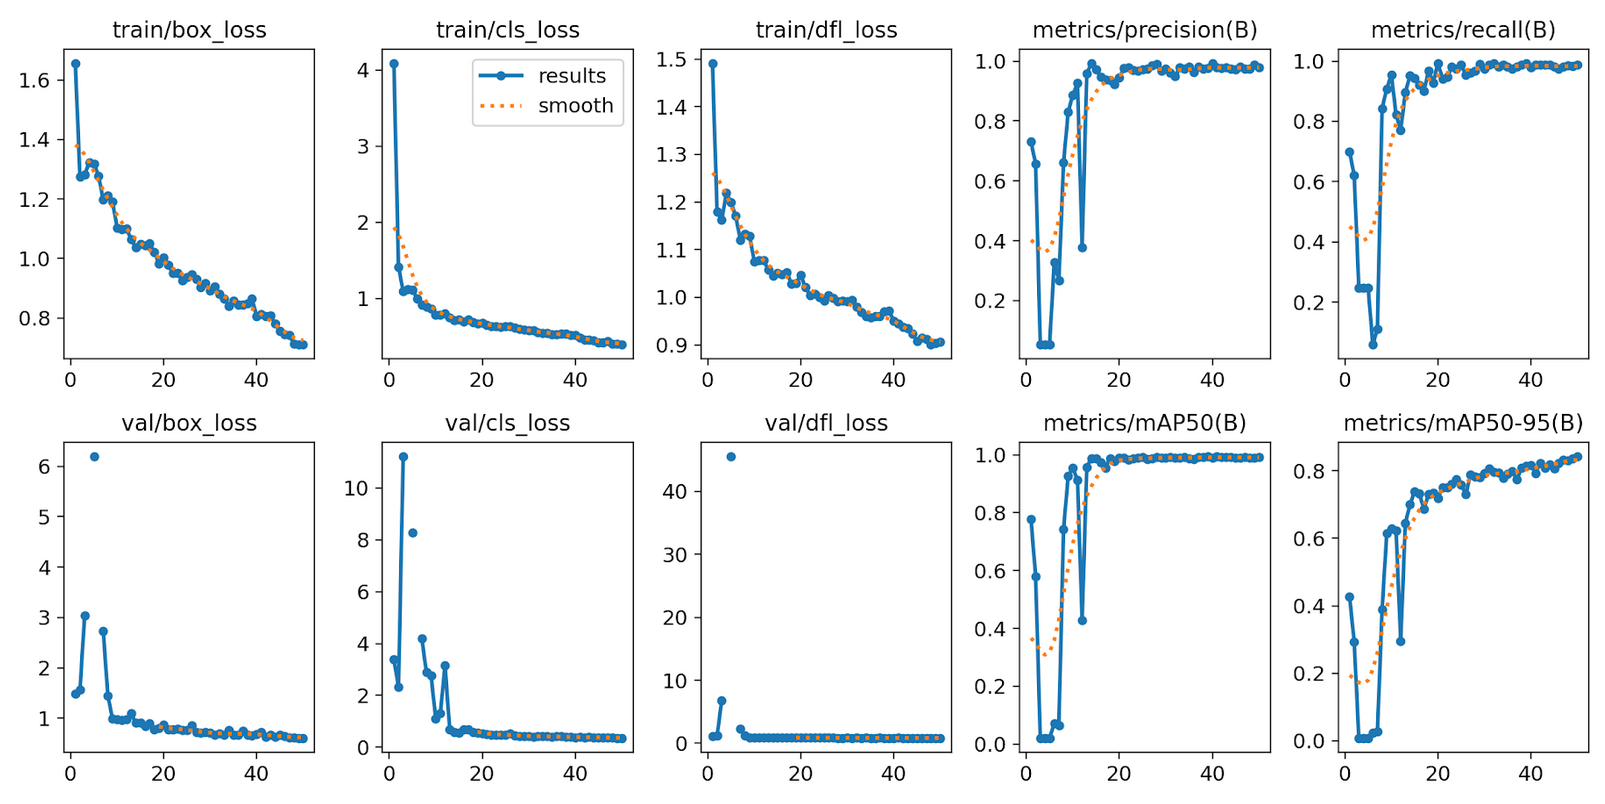 train/box_loss
train/cls_loss
train/dfl_loss
metrics/precision(B)
metrics/recall(B)
results
smooth
1.6
1.4
1.2
1.0
0.8
0 20 40
4
3
2
1
0 20 40
1.5
1.4
1.3
1.2
1.1
1.0
0.9
0 20 40
1.0
0.8
0.6
0.4
0.2
0 20 40
1.0
0.8
0.6
0.4
0.2
0 20 40
val/box_loss
val/cls_loss
val/dfl_loss
metrics/mAP50(B)
metrics/mAP50-95(B)
6
5
4
3
2
1
0 20 40
10
8
6
4
2
0
0 20 40
40
30
20
10
0
0 20 40
1.0
0.8
0.6
0.4
0.2
0.0
0 20 40
0.8
0.6
0.4
0.2
0.0
0 20 40